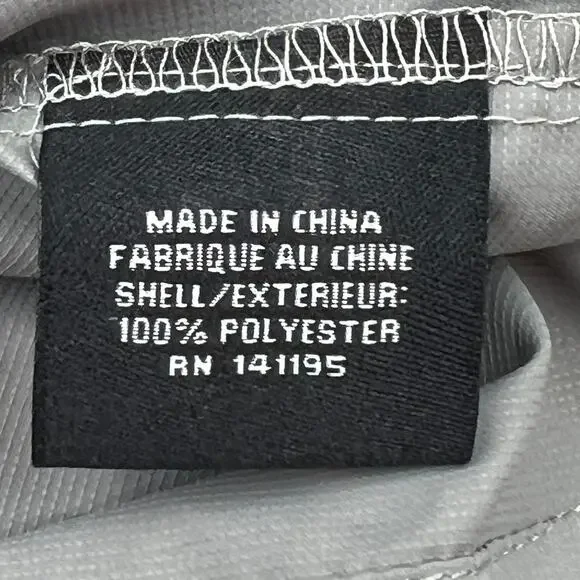 MADE IN CHINA
FABRIQUE AU CHINE
SHELL/EXTERIEUR:
100% POLYESTER
RN 141195